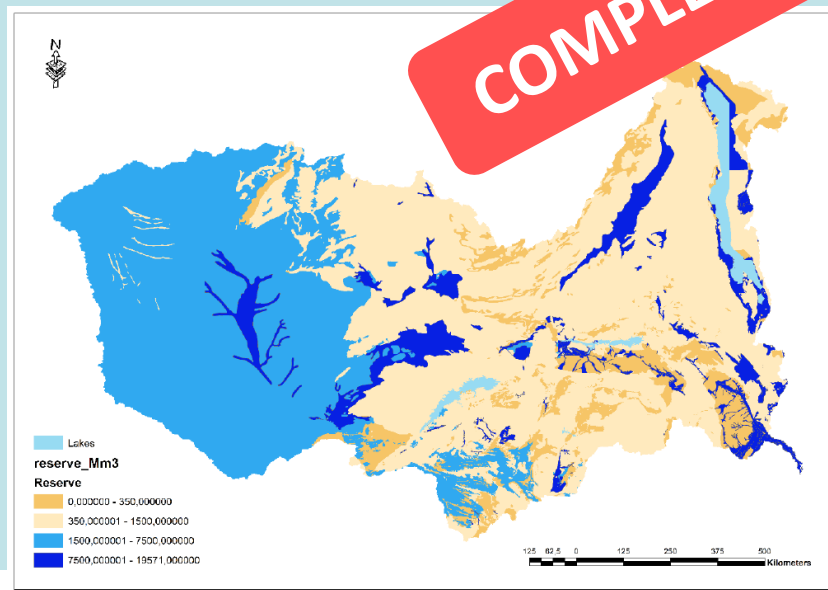 COMPLE
N
Lakes
reserve_Mm3
Reserve
0,000000 - 350,000000
350,000001 - 1500,000000
1500,000001 - 7500,000000
7500,000001 - 19571,000000
125 62.5 0 125 250 375 500
Kilometers